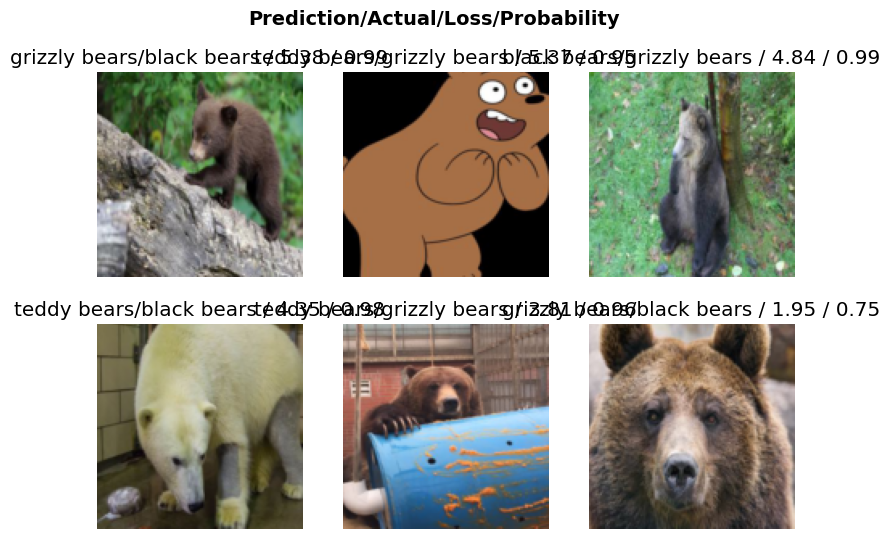 Prediction/Actual/Loss/Probability
grizzly bears/black bears / 5.38 / 0.99
teddy bears/grizzly bears / 5.37 / 0.95
black bears/grizzly bears / 4.84 / 0.99
teddy bears/black bears / 4.35 / 0.98
teddy bears/grizzly bears / 3.81 / 0.96
grizzly bears/black bears / 1.95 / 0.75